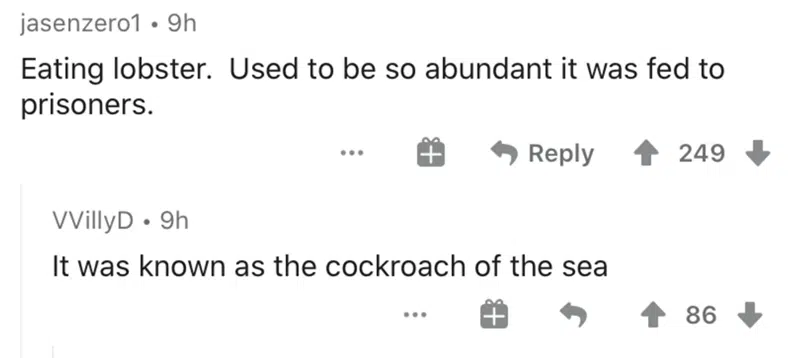 jasenzero1 • 9h
Eating lobster.  Used to be so abundant it was fed to
prisoners.
Reply 249
VVillyD • 9h
It was known as the cockroach of the sea
86